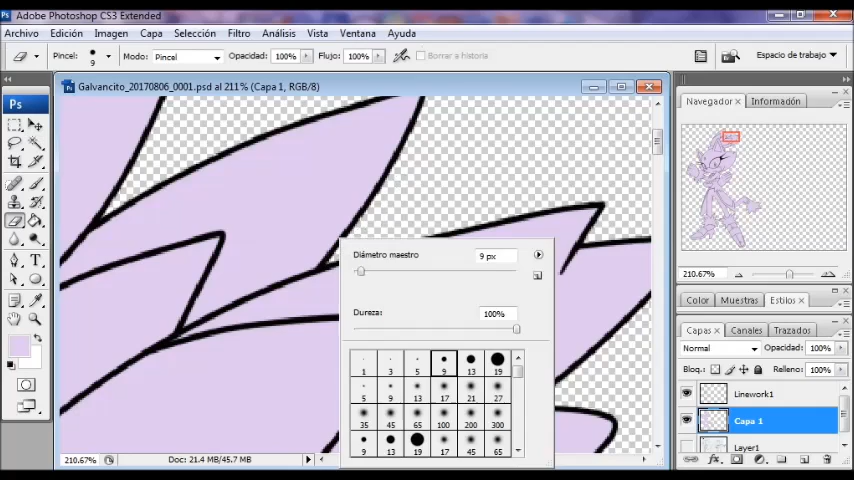 Ps Adobe Photoshop CS3 Extended
Archivo Edición Imagen Capa Selección Filtro Análisis Vista Ventana Ayuda
Pincel: 9 Modo: Pincel Opacidad: 100% Flujo: 100% Borrar a historia Espacio de trabajo
Galvancito_20170806_0001.psd al 211% (Capa 1, RGB/8)
Ps
Navegador Información
210.67%
Color Muestras Estilos
Capas Canales Trazados
Normal Opacidad: 100%
Bloq.: Relleno: 100%
Linework1
Capa 1
Layer1
Diámetro maestro 9 px
Dureza: 100%
1 3 5 9 13 19
5 9 13 17 21 27
35 45 65 100 200 300
9 13 19 17 45 65
210.67% Doc: 21.4 MB/45.7 MB